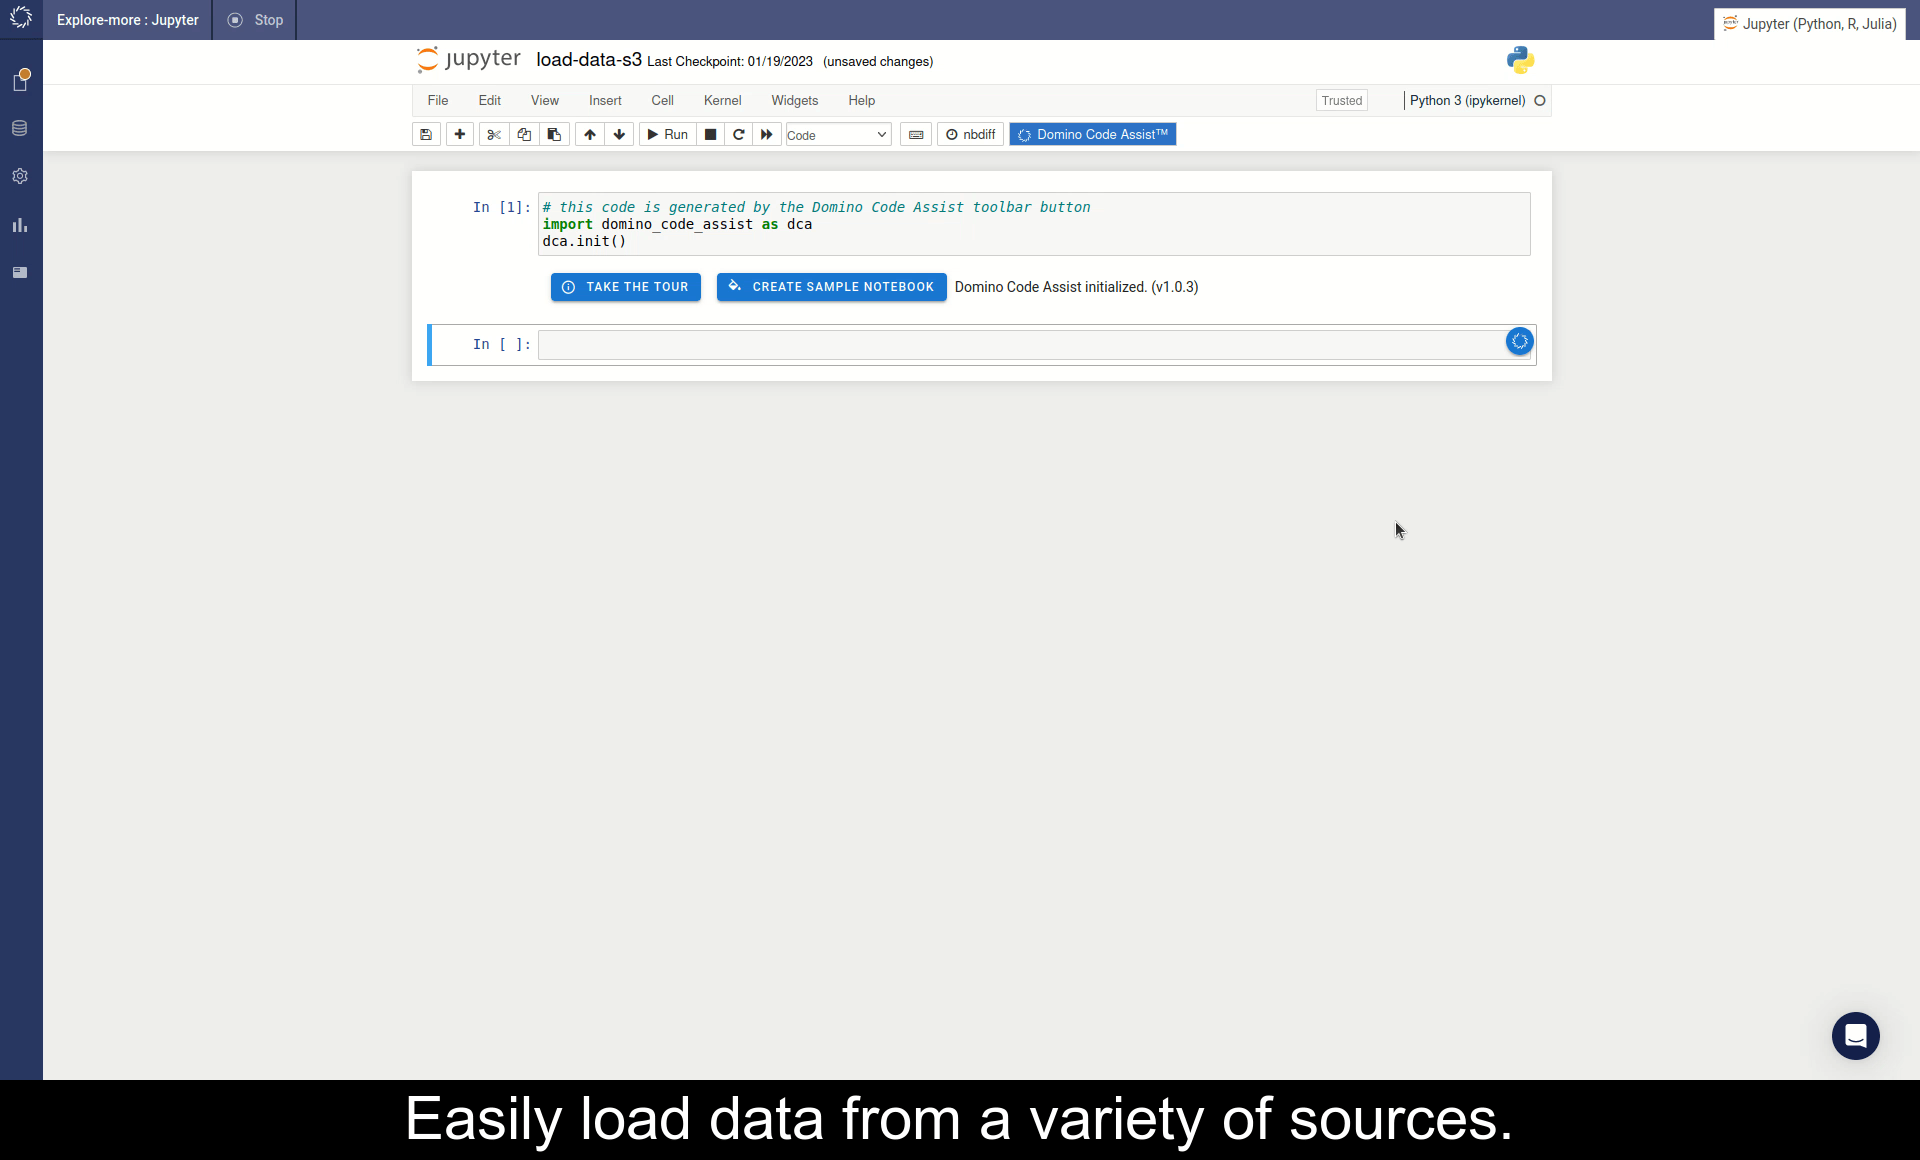 Explore-more : Jupyter
Stop
Jupyter (Python, R, Julia)
jupyter load-data-s3 Last Checkpoint: 01/19/2023 (unsaved changes)
File Edit View Insert Cell Kernel Widgets Help
Trusted
Python 3 (ipykernel)
Run
Code
nbdiff
Domino Code Assist™
In [1]: # this code is generated by the Domino Code Assist toolbar button
import domino_code_assist as dca
dca.init()
TAKE THE TOUR
CREATE SAMPLE NOTEBOOK
Domino Code Assist initialized. (v1.0.3)
In [ ]:
Easily load data from a variety of sources.